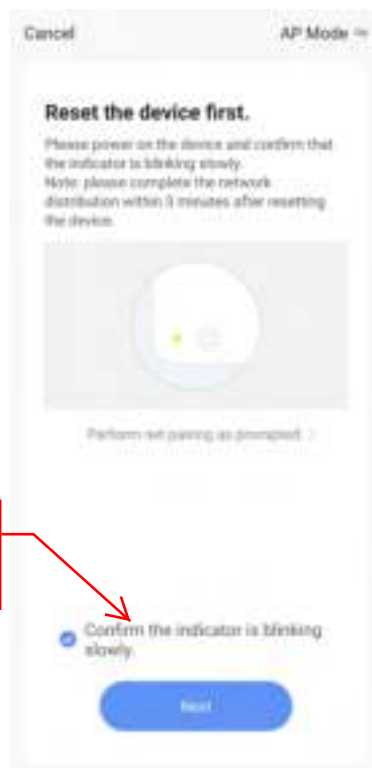 Cancel
AP Mode
Reset the device first.
Please power on the device and confirm that
the indicator is blinking slowly.
Note: please complete the network
distribution within 3 minutes after resetting
the device.
Perform net pairing as prompted.
Confirm the indicator is blinking
slowly.
Next